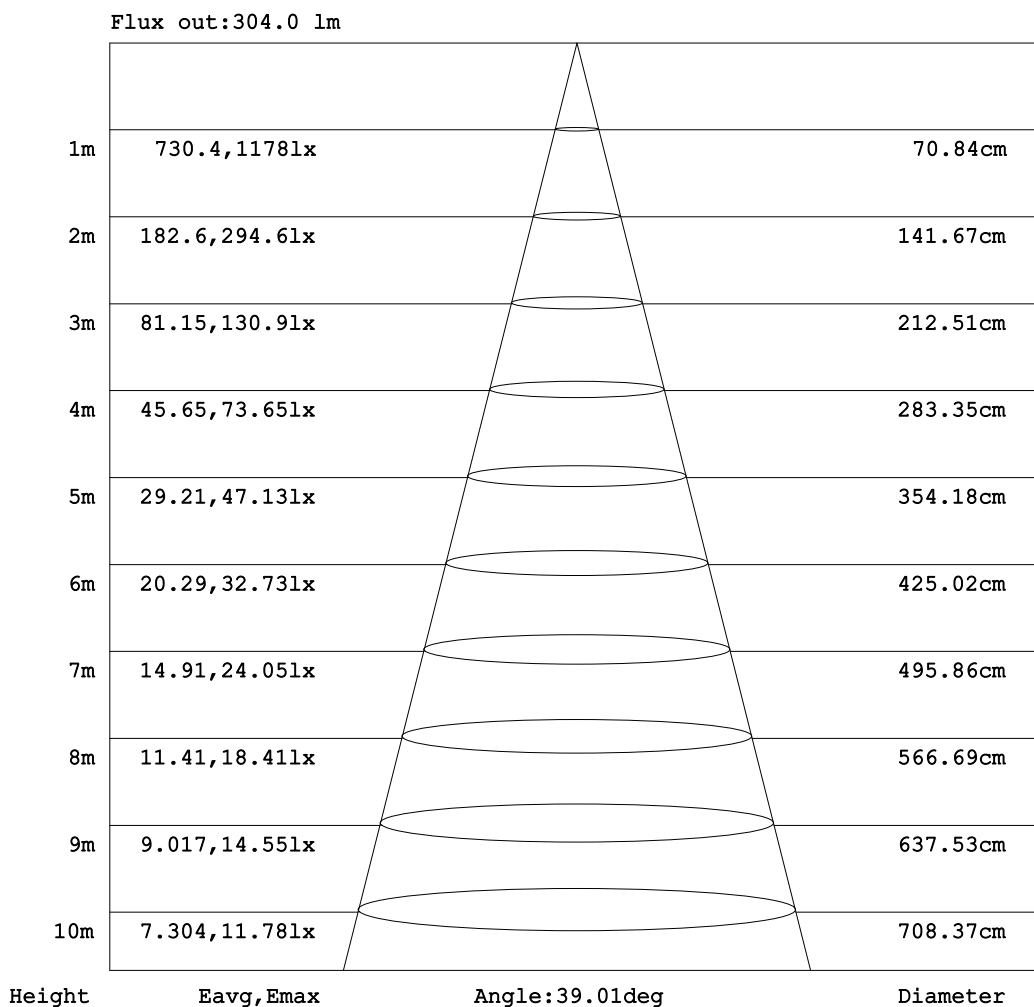 Flux out:304.0 lm
1m 730.4,1178lx 70.84cm
2m 182.6,294.6lx 141.67cm
3m 81.15,130.9lx 212.51cm
4m 45.65,73.65lx 283.35cm
5m 29.21,47.13lx 354.18cm
6m 20.29,32.73lx 425.02cm
7m 14.91,24.05lx 495.86cm
8m 11.41,18.41lx 566.69cm
9m 9.017,14.55lx 637.53cm
10m 7.304,11.78lx 708.37cm
Height Eavg,Emax Angle:39.01deg Diameter